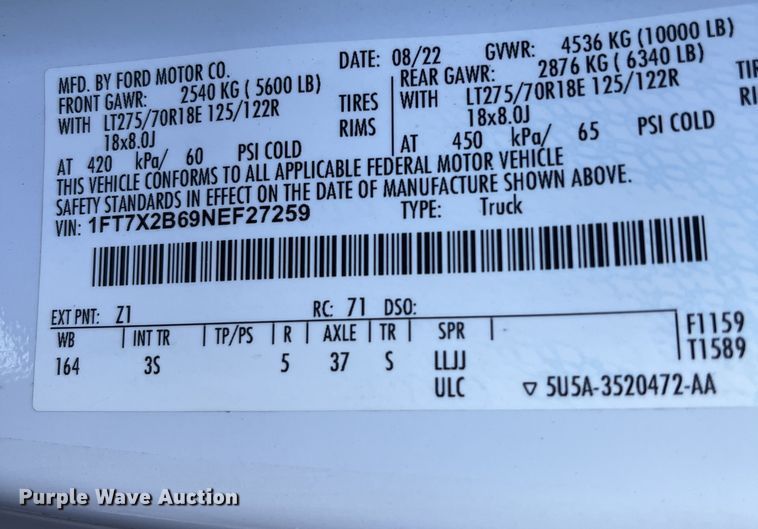 MFD. BY FORD MOTOR CO. DATE: 08/22 GVWR: 4536 KG (10000 LB)
FRONT GAWR: 2540 KG ( 5600 LB) REAR GAWR: 2876 KG ( 6340 LB)
WITH LT275/70R18E 125/122R TIRES WITH LT275/70R18E 125/122R
18x8.0J RIMS 18x8.0J
AT 420 kPa/ 60 PSI COLD AT 450 kPa/ 65 PSI COLD
THIS VEHICLE CONFORMS TO ALL APPLICABLE FEDERAL MOTOR VEHICLE
SAFETY STANDARDS IN EFFECT ON THE DATE OF MANUFACTURE SHOWN ABOVE.
VIN: 1FT7X2B69NEF27259 TYPE: Truck
EXT PNT: Z1 RC: 71 DSO:
WB INT TR TP/PS R AXLE TR SPR F1159
164 3S 5 37 S LLJJ T1589
ULC ▽ 5U5A-3520472-AA
Purple Wave Auction